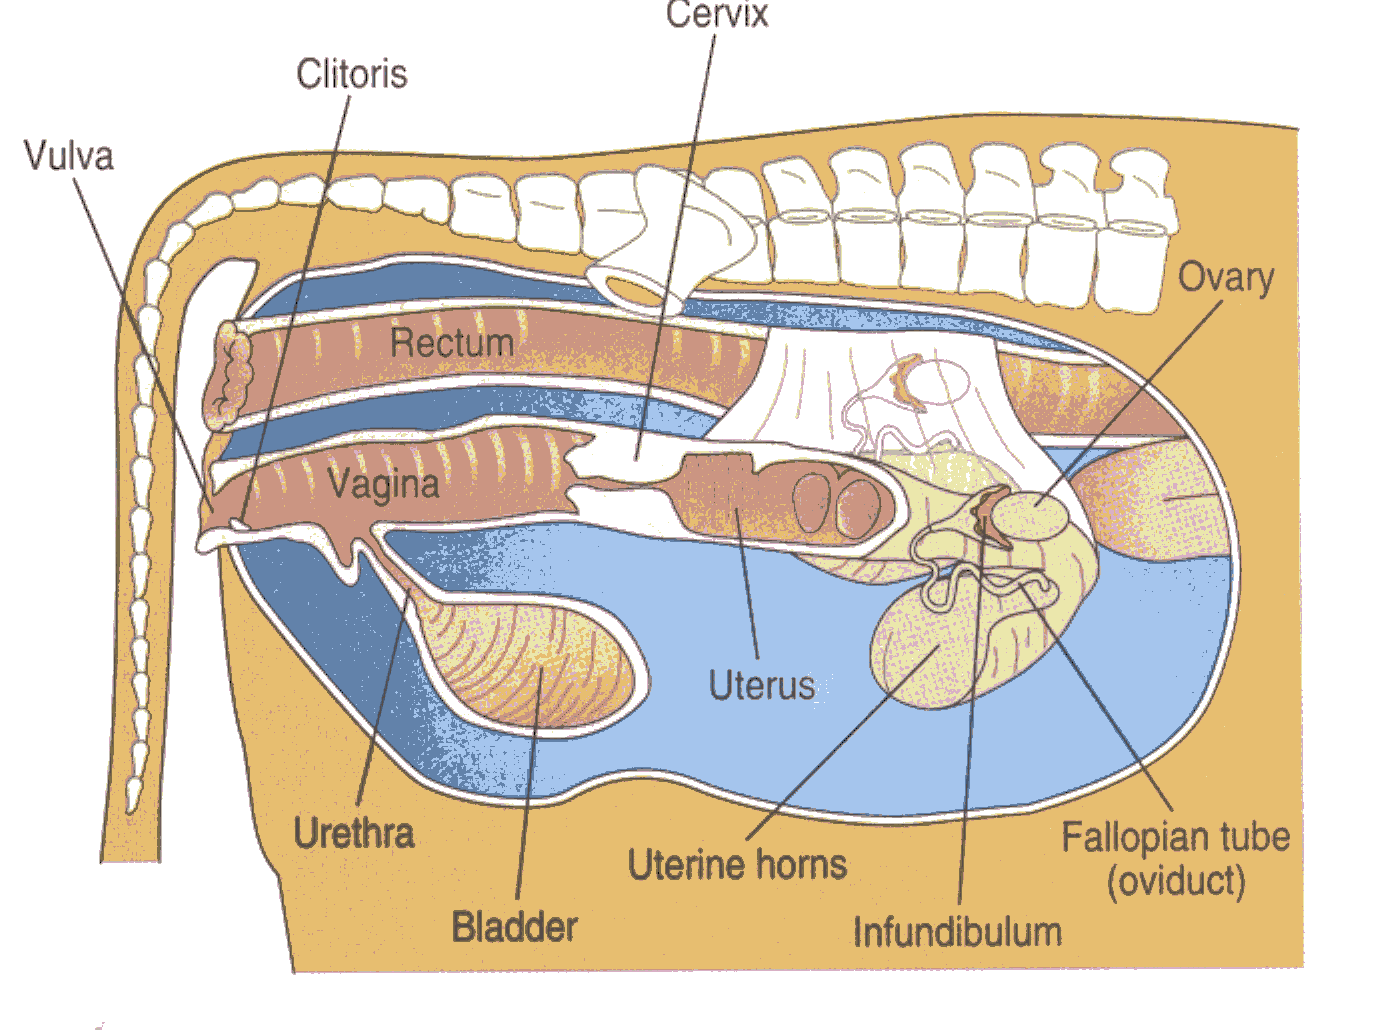 Cervix
Clitoris
Vulva
Ovary
Rectum
Vagina
Uterus
Urethra
Uterine horns
Fallopian tube
(oviduct)
Bladder
Infundibulum